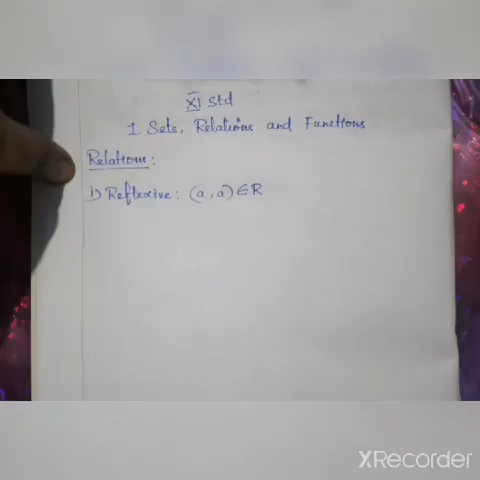 XI Std
1 Sets, Relations and Functions
Relations:
i) Reflexive: (a, a) ∈ R
XRecorder